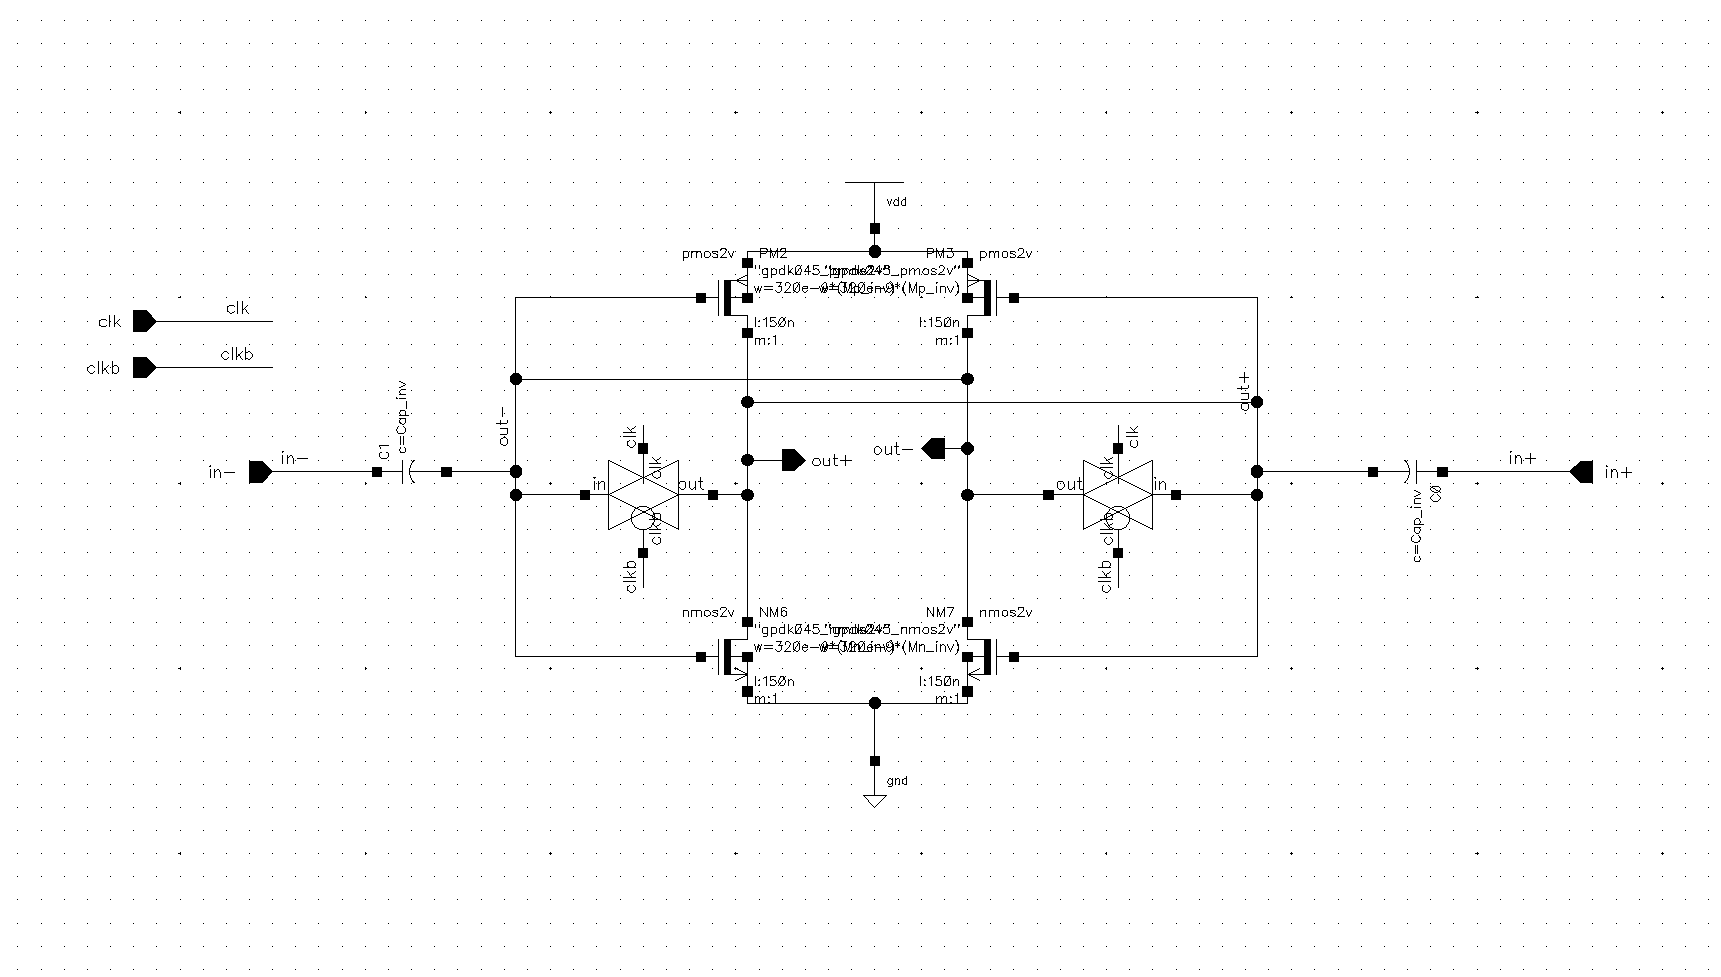 vdd
pmos2v PM2 PM3 pmos2v
"gpdk045_pmos2v" "gpdk045_pmos2v"
w=320e-9*(Mp_inv) w=320e-9*(Mp_inv)
l:150n l:150n
m:1 m:1
clk clk
clkb clkb
in- in- C1 c=Cap_inv out-
clk clk in out clkb clkb
out+ out-
clk clk out in clkb clkb
out+ c=Cap_inv C0 in+ in+
nmos2v NM6 NM7 nmos2v
"gpdk045_nmos2v" "gpdk045_nmos2v"
w=320e-9*(Mn_inv) w=320e-9*(Mn_inv)
l:150n l:150n
m:1 m:1
gnd